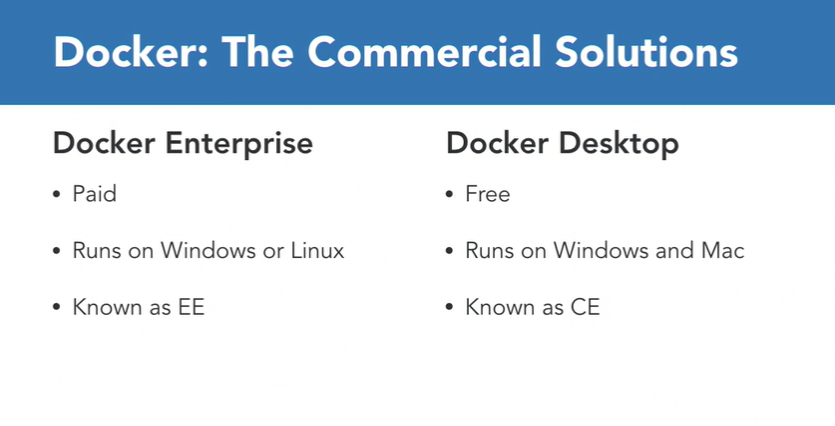 Docker: The Commercial Solutions
Docker Enterprise
• Paid
• Runs on Windows or Linux
• Known as EE
Docker Desktop
• Free
• Runs on Windows and Mac
• Known as CE